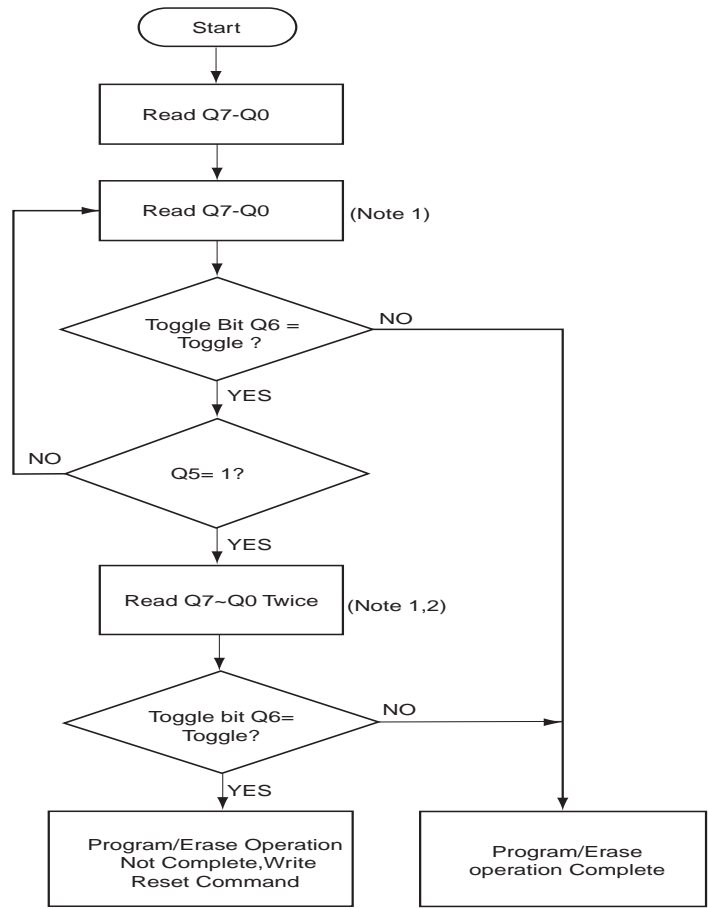 Start
Read Q7-Q0
Read Q7-Q0
(Note 1)
Toggle Bit Q6 =
Toggle ?
NO
YES
NO
Q5= 1?
YES
Read Q7~Q0 Twice
(Note 1,2)
Toggle bit Q6=
Toggle?
NO
YES
Program/Erase Operation
Not Complete,Write
Reset Command
Program/Erase
operation Complete